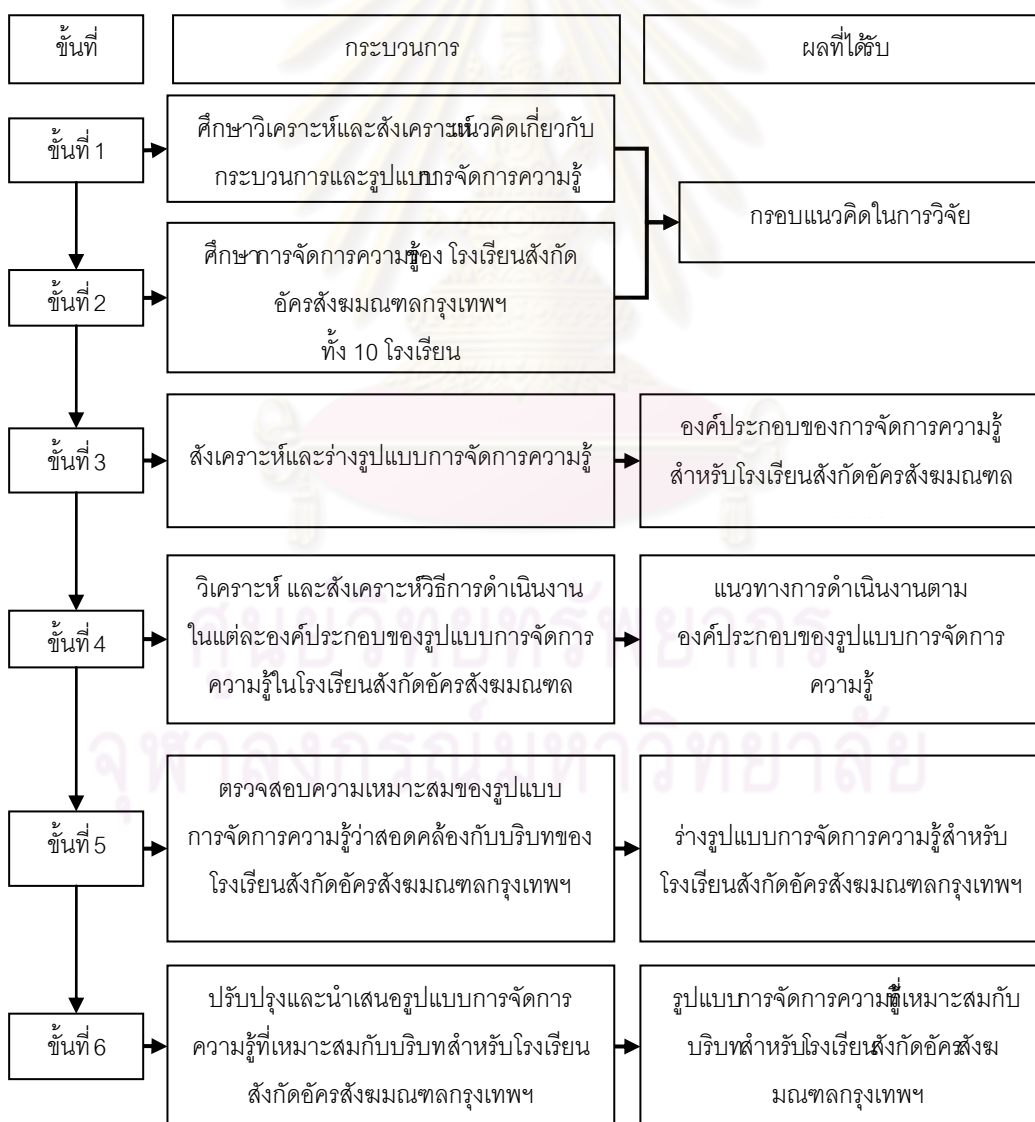 ขั้นที่
กระบวนการ
ผลที่ได้รับ
ขั้นที่ 1
ศึกษาวิเคราะห์และสังเคราะห์แนวคิดเกี่ยวกับ
กระบวนการและรูปแบบการจัดการความรู้
กรอบแนวคิดในการวิจัย
ขั้นที่ 2
ศึกษาการจัดการความรู้ของ โรงเรียนสังกัด
อัครสังฆมณฑลกรุงเทพฯ
ทั้ง 10 โรงเรียน
ขั้นที่ 3
สังเคราะห์และร่างรูปแบบการจัดการความรู้
องค์ประกอบของการจัดการความรู้
สำหรับโรงเรียนสังกัดอัครสังฆมณฑล
ขั้นที่ 4
วิเคราะห์ และสังเคราะห์วิธีการดำเนินงาน
ในแต่ละองค์ประกอบของรูปแบบการจัดการ
ความรู้ในโรงเรียนสังกัดอัครสังฆมณฑล
แนวทางการดำเนินงานตาม
องค์ประกอบของรูปแบบการจัดการ
ความรู้
ศูนย์วิทยทรัพยากร
จุฬาลงกรณ์มหาวิทยาลัย
ขั้นที่ 5
ตรวจสอบความเหมาะสมของรูปแบบ
การจัดการความรู้ว่าสอดคล้องกับบริบทของ
โรงเรียนสังกัดอัครสังฆมณฑลกรุงเทพฯ
ร่างรูปแบบการจัดการความรู้สำหรับ
โรงเรียนสังกัดอัครสังฆมณฑลกรุงเทพฯ
ขั้นที่ 6
ปรับปรุงและนำเสนอรูปแบบการจัดการ
ความรู้ที่เหมาะสมกับบริบทสำหรับโรงเรียน
สังกัดอัครสังฆมณฑลกรุงเทพฯ
รูปแบบการจัดการความรู้ที่เหมาะสมกับ
บริบทสำหรับโรงเรียนสังกัดอัครสังฆ
มณฑลกรุงเทพฯ